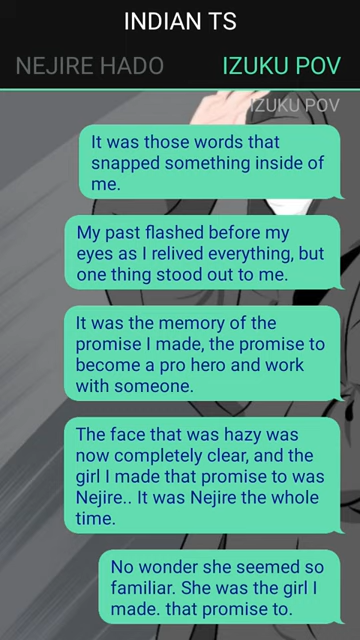 INDIAN TS
NEJIRE HADO IZUKU POV
IZUKU POV
It was those words that
snapped something inside of
me.
My past flashed before my
eyes as I relived everything, but
one thing stood out to me.
It was the memory of the
promise I made, the promise to
become a pro hero and work
with someone.
The face that was hazy was
now completely clear, and the
girl I made that promise to was
Nejire.. It was Nejire the whole
time.
No wonder she seemed so
familiar. She was the girl I
made. that promise to.